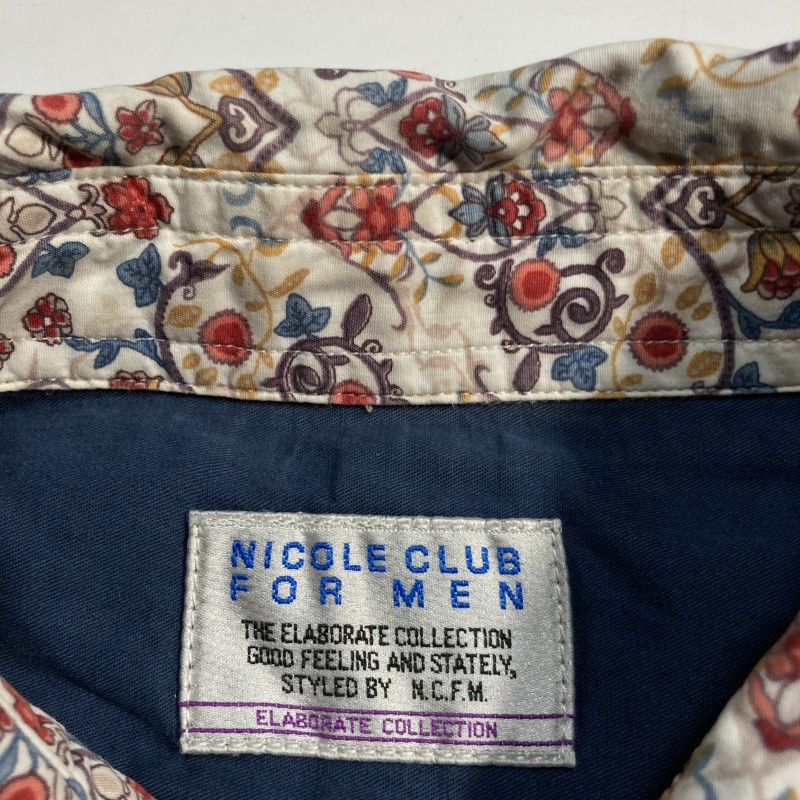 NICOLE CLUB
FOR MEN
THE ELABORATE COLLECTION
GOOD FEELING AND STATELY,
STYLED BY N.C.F.M.
ELABORATE COLLECTION